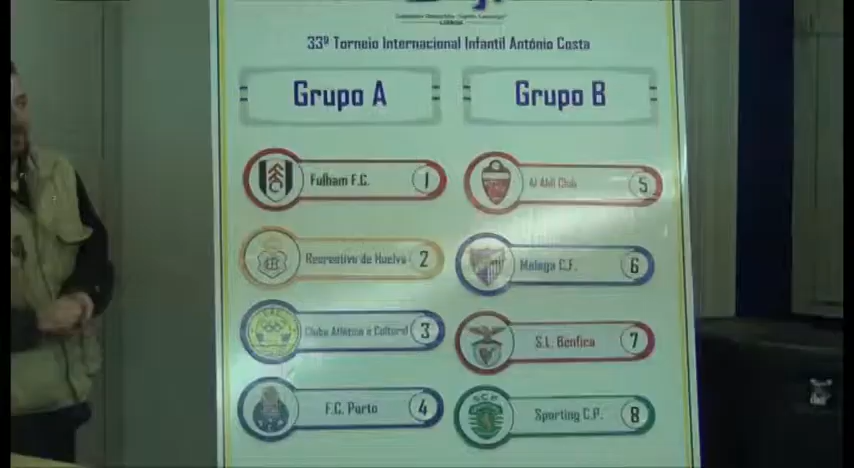 LISBOA
33º Torneio Internacional Infantil António Costa
Grupo A
Grupo B
Fulham F.C. 1
Recreativo de Huelva 2
Clube Atlético e Cultural 3
F.C. Porto 4
Al Ahli Club 5
Malaga C.F. 6
S.L. Benfica 7
Sporting C.P. 8